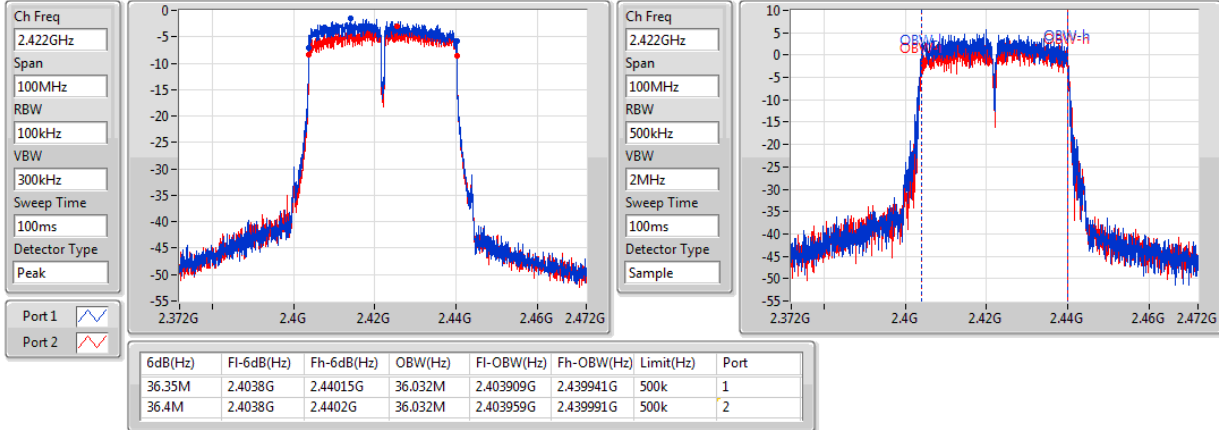 Ch Freq
2.422GHz
Span
100MHz
RBW
100kHz
VBW
300kHz
Sweep Time
100ms
Detector Type
Peak
Port 1
Port 2
0
-5
-10
-15
-20
-25
-30
-35
-40
-45
-50
-55
2.372G 2.4G 2.42G 2.44G 2.46G 2.472G
Ch Freq
2.422GHz
Span
100MHz
RBW
500kHz
VBW
2MHz
Sweep Time
100ms
Detector Type
Sample
10
5
0
-5
-10
-15
-20
-25
-30
-35
-40
-45
-50
-55
OBW-h
2.372G 2.4G 2.42G 2.44G 2.46G 2.472G
6dB(Hz) Fl-6dB(Hz) Fh-6dB(Hz) OBW(Hz) Fl-OBW(Hz) Fh-OBW(Hz) Limit(Hz) Port
36.35M 2.4038G 2.44015G 36.032M 2.403909G 2.439941G 500k 1
36.4M 2.4038G 2.4402G 36.032M 2.403959G 2.439991G 500k 2